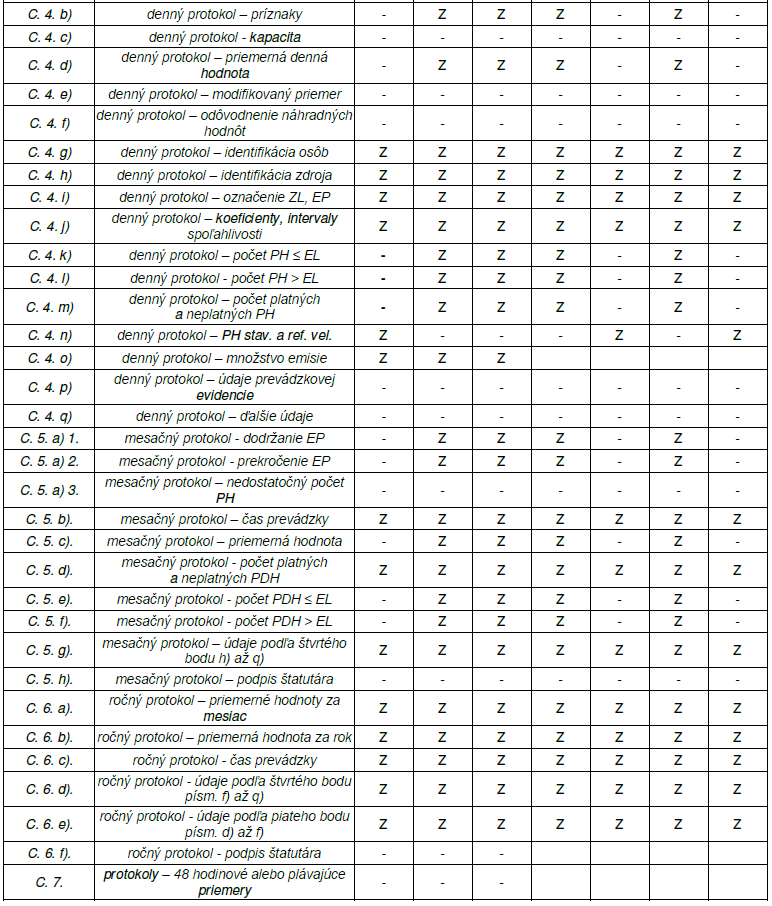 C. 4. b) denný protokol – príznaky - Z Z Z - Z -
C. 4. c) denný protokol - kapacita - - - - - - -
C. 4. d) denný protokol – priemerná denná
hodnota - Z Z Z - Z -
C. 4. e) denný protokol – modifikovaný priemer - - - - - - -
C. 4. f) denný protokol – odôvodnenie náhradných
hodnôt - - - - - - -
C. 4. g) denný protokol – identifikácia osôb Z Z Z Z Z Z Z
C. 4. h) denný protokol – identifikácia zdroja Z Z Z Z Z Z Z
C. 4. i) denný protokol – označenie ZL, EP Z Z Z Z Z Z Z
C. 4. j) denný protokol – koeficienty, intervaly
spoľahlivosti Z Z Z Z Z Z Z
C. 4. k) denný protokol – počet PH ≤ EL - Z Z Z - Z -
C. 4. l) denný protokol - počet PH > EL - Z Z Z - Z -
C. 4. m) denný protokol – počet platných
a neplatných PH - Z Z Z - Z -
C. 4. n) denný protokol – PH stav. a ref. vel. Z - - - Z - Z
C. 4. o) denný protokol – množstvo emisie Z Z Z
C. 4. p) denný protokol – údaje prevádzkovej
evidencie - - - - - - -
C. 4. q) denný protokol – ďalšie údaje - - - - - - -
C. 5. a) 1. mesačný protokol - dodržanie EP - Z Z Z - Z -
C. 5. a) 2. mesačný protokol - prekročenie EP - Z Z Z - Z -
C. 5. a) 3. mesačný protokol – nedostatočný počet
PH - - - - - - -
C. 5. b). mesačný protokol – čas prevádzky Z Z Z Z Z Z Z
C. 5. c). mesačný protokol – priemerná hodnota - Z Z Z - Z -
C. 5. d). mesačný protokol - počet platných
a neplatných PDH Z Z Z Z Z Z Z
C. 5. e). mesačný protokol - počet PDH ≤ EL - Z Z Z - Z -
C. 5. f). mesačný protokol - počet PDH > EL - Z Z Z - Z -
C. 5. g). mesačný protokol – údaje podľa štvrtého
bodu h) až q) Z Z Z Z Z Z Z
C. 5. h). mesačný protokol – podpis štatutára - - - - - - -
C. 6. a). ročný protokol – priemerné hodnoty za
mesiac Z Z Z Z Z Z Z
C. 6. b). ročný protokol – priemerná hodnota za rok Z Z Z Z Z Z Z
C. 6. c). ročný protokol - čas prevádzky Z Z Z Z Z Z Z
C. 6. d). ročný protokol - údaje podľa štvrtého bodu
písm. f) až q) Z Z Z Z Z Z Z
C. 6. e). ročný protokol - údaje podľa piateho bodu
písm. d) až f) Z Z Z Z Z Z Z
C. 6. f). ročný protokol - podpis štatutára - - -
C. 7. protokoly – 48 hodinové alebo plávajúce
priemery - - -